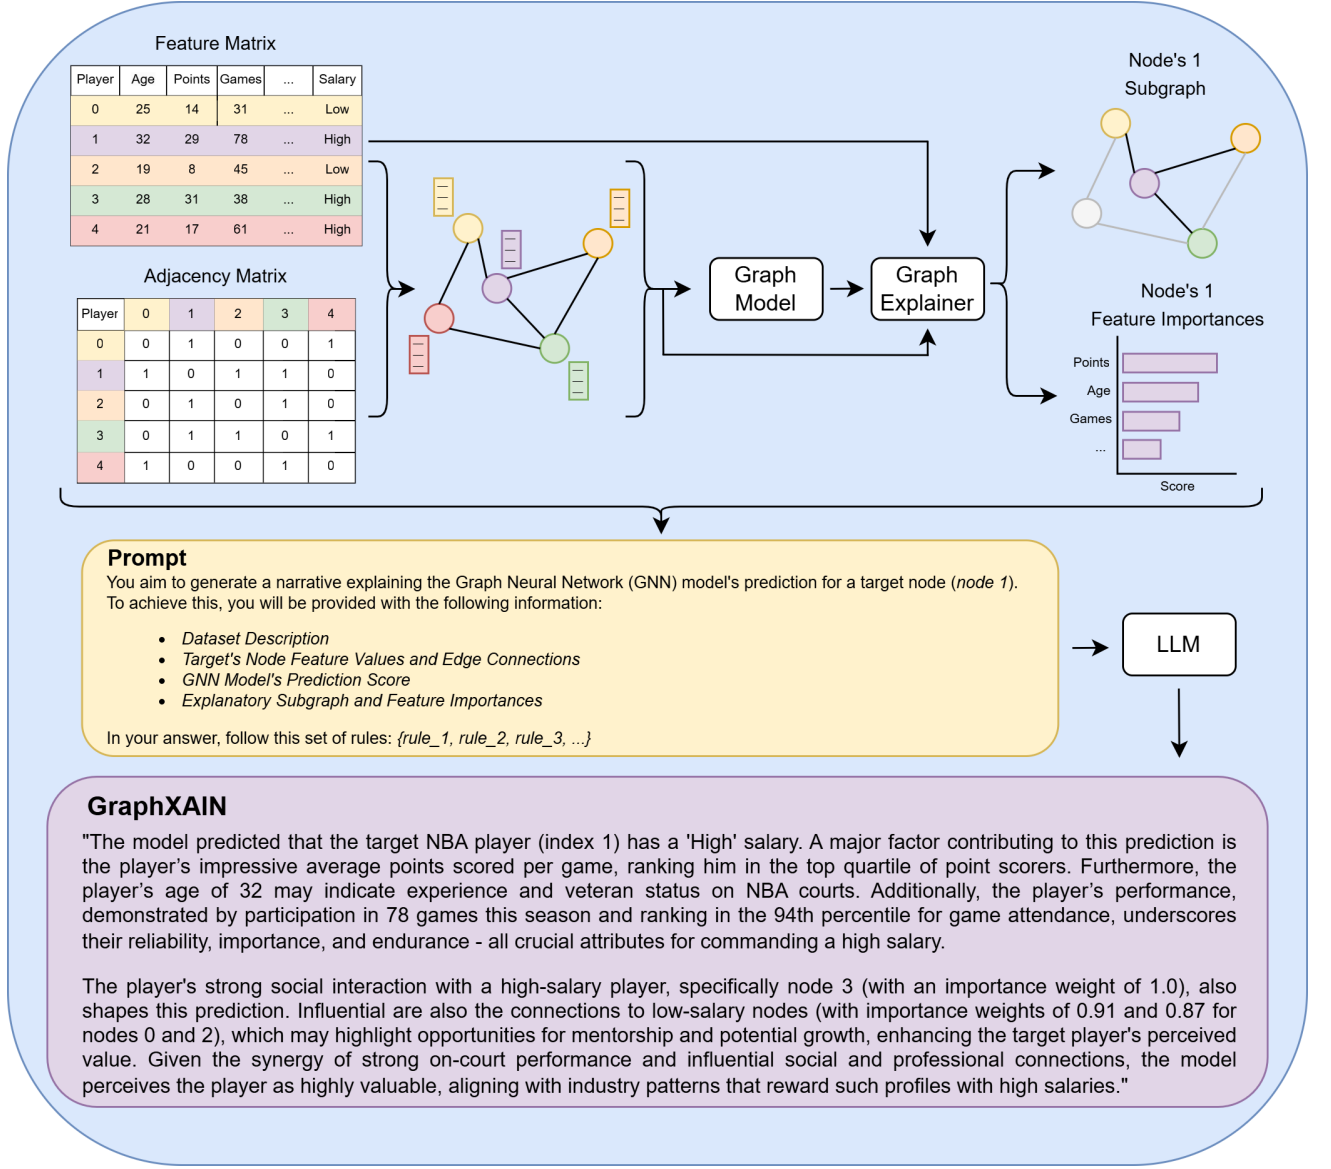 Feature Matrix
Player Age Points Games ... Salary
0 25 14 31 ... Low
1 32 29 78 ... High
2 19 8 45 ... Low
3 28 31 38 ... High
4 21 17 61 ... High
Adjacency Matrix
Player 0 1 2 3 4
0 0 1 0 0 1
1 1 0 1 1 0
2 0 1 0 1 0
3 0 1 1 0 1
4 1 0 0 1 0
Graph
Model
Graph
Explainer
Node's 1
Subgraph
Node's 1
Feature Importances
Points
Age
Games
...
Score
Prompt
You aim to generate a narrative explaining the Graph Neural Network (GNN) model's prediction for a target node (node 1).
To achieve this, you will be provided with the following information:
• Dataset Description
• Target's Node Feature Values and Edge Connections
• GNN Model's Prediction Score
• Explanatory Subgraph and Feature Importances
In your answer, follow this set of rules: {rule_1, rule_2, rule_3, ...}
LLM
GraphXAIN
"The model predicted that the target NBA player (index 1) has a 'High' salary. A major factor contributing to this prediction is
the player’s impressive average points scored per game, ranking him in the top quartile of point scorers. Furthermore, the
player’s age of 32 may indicate experience and veteran status on NBA courts. Additionally, the player’s performance,
demonstrated by participation in 78 games this season and ranking in the 94th percentile for game attendance, underscores
their reliability, importance, and endurance - all crucial attributes for commanding a high salary.
The player's strong social interaction with a high-salary player, specifically node 3 (with an importance weight of 1.0), also
shapes this prediction. Influential are also the connections to low-salary nodes (with importance weights of 0.91 and 0.87 for
nodes 0 and 2), which may highlight opportunities for mentorship and potential growth, enhancing the target player's perceived
value. Given the synergy of strong on-court performance and influential social and professional connections, the model
perceives the player as highly valuable, aligning with industry patterns that reward such profiles with high salaries."